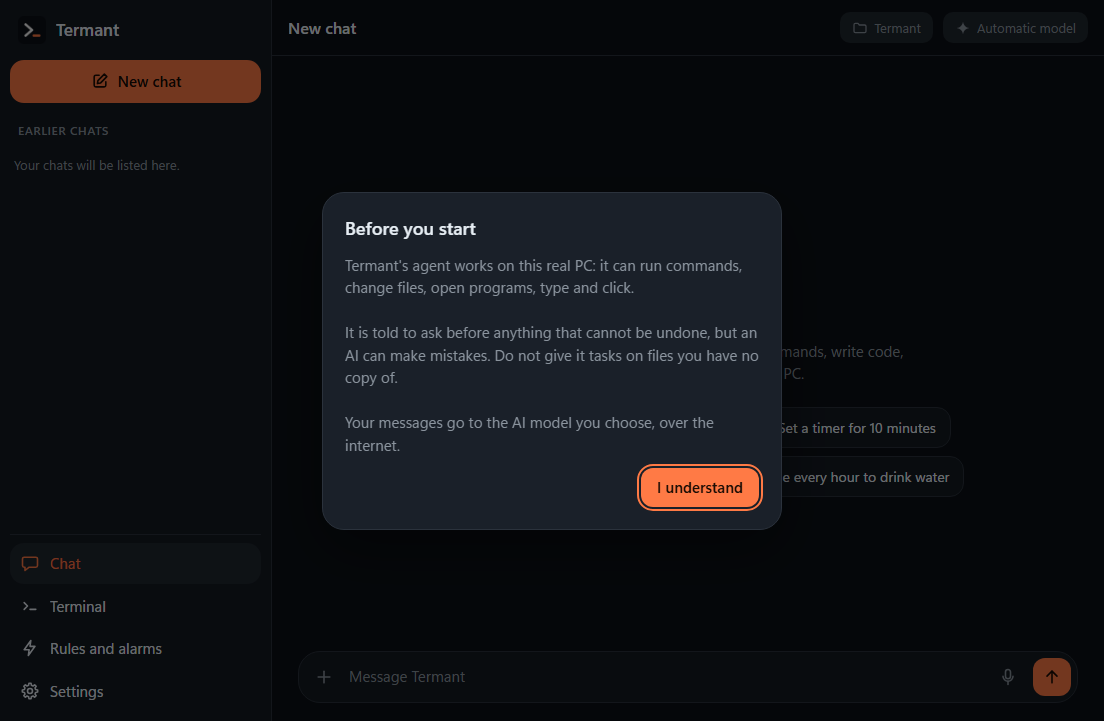 Termant
New chat
Termant
Automatic model
New chat
EARLIER CHATS
Your chats will be listed here.
Before you start
Termant's agent works on this real PC: it can run commands,
change files, open programs, type and click.
It is told to ask before anything that cannot be undone, but an
AI can make mistakes. Do not give it tasks on files you have no
copy of.
Your messages go to the AI model you choose, over the
internet.
I understand
write code,
PC.
a timer for 10 minutes
every hour to drink water
Chat
Terminal
Rules and alarms
Settings
Message Termant